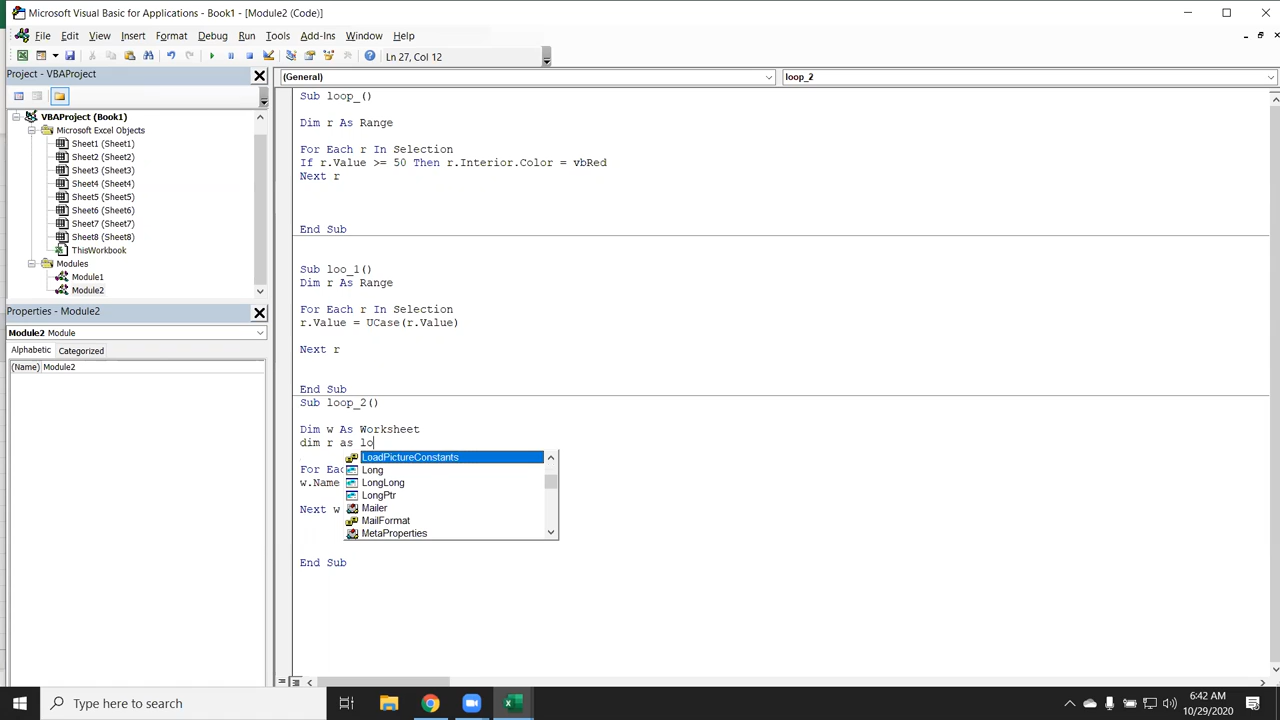 Microsoft Visual Basic for Applications - Book1 - [Module2 (Code)]
File Edit View Insert Format Debug Run Tools Add-Ins Window Help
Ln 27, Col 12
Project - VBAProject
(General)
loop_2
VBAProject (Book1)
Microsoft Excel Objects
Sheet1 (Sheet1)
Sheet2 (Sheet2)
Sheet3 (Sheet3)
Sheet4 (Sheet4)
Sheet5 (Sheet5)
Sheet6 (Sheet6)
Sheet7 (Sheet7)
Sheet8 (Sheet8)
ThisWorkbook
Modules
Module1
Module2
Properties - Module2
Module2 Module
Alphabetic Categorized
(Name) Module2
Sub loop_()
Dim r As Range
For Each r In Selection
If r.Value >= 50 Then r.Interior.Color = vbRed
Next r
End Sub
Sub loo_1()
Dim r As Range
For Each r In Selection
r.Value = UCase(r.Value)
Next r
End Sub
Sub loop_2()
Dim w As Worksheet
dim r as lo
LoadPictureConstants
Long
LongLong
LongPtr
Mailer
MailFormat
MetaProperties
For Eac
w.Name
Next w
End Sub
Type here to search
6:42 AM
10/29/2020